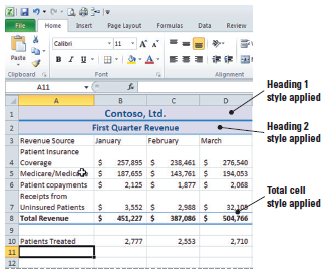 File Home Insert Page Layout Formulas Data Review
Calibri 11 A A
Paste B I U A
Clipboard Font Alignment
A11 fx
A B C D
1 Contoso, Ltd.
2 First Quarter Revenue
3 Revenue Source January February March
Patient Insurance
4 Coverage $ 257,895 $ 238,461 $ 276,540
5 Medicare/Medicaid $ 187,655 $ 143,761 $ 194,053
6 Patient copayments $ 2,125 $ 1,877 $ 2,068
Receipts from
7 Uninsured Patients $ 3,552 $ 2,988 $ 32,105
8 Total Revenue $ 451,227 $ 387,086 $ 504,766
9
10 Patients Treated 2,777 2,553 2,710
11
12
Heading 1
style applied
Heading 2
style applied
Total cell
style applied